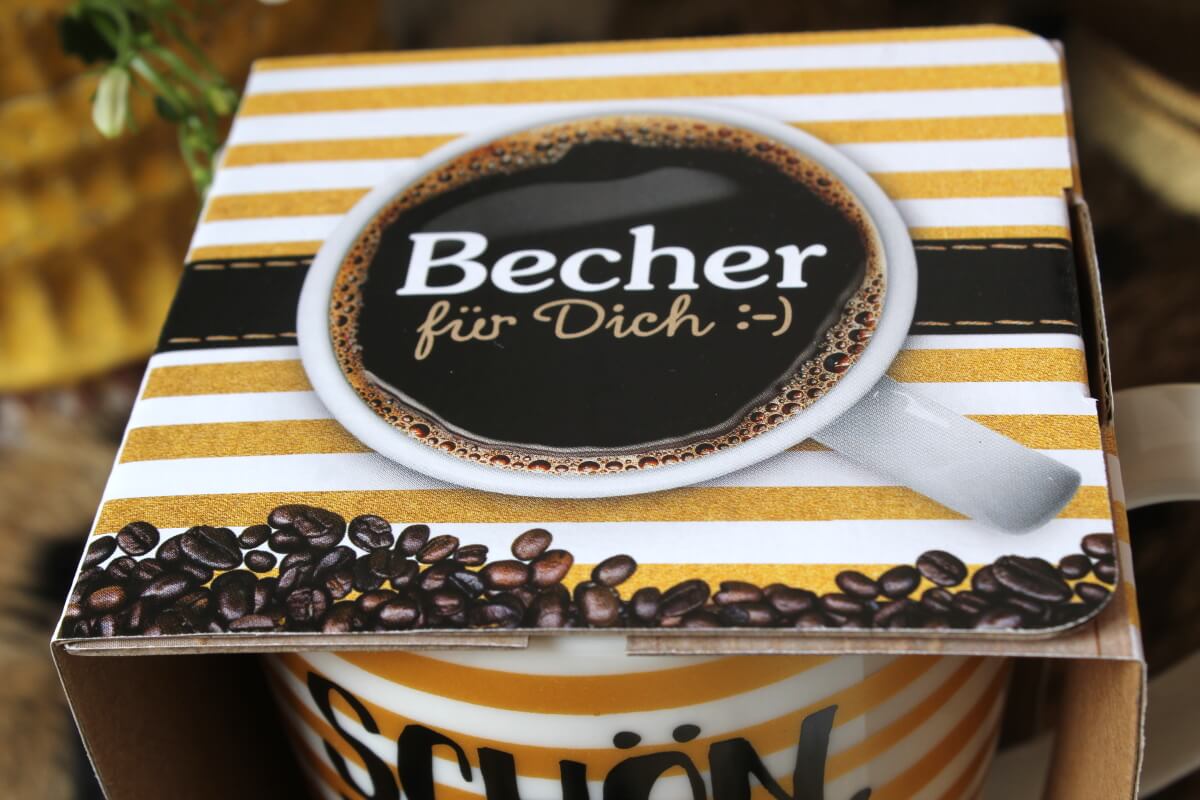 Becher
für Dich :-)
SCHÖN,